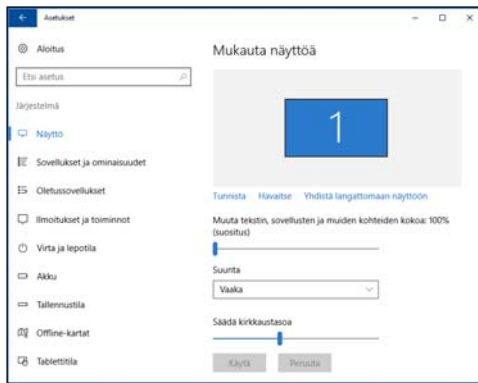 Asetukset
Aloitus
Etsi asetus
Järjestelmä
Näyttö
Sovellukset ja ominaisuudet
Oletussovellukset
Ilmoitukset ja toiminnot
Virta ja lepotila
Akku
Tallennustila
Offline-kartat
Tablettitila
Mukauta näyttöä
1
Tunnista Havaitse Yhdistä langattomaan näyttöön
Muuta tekstin, sovellusten ja muiden kohteiden kokoa: 100%
(suositus)
Suunta
Vaaka
Säädä kirkkaustasoa
Käytä Peruuta